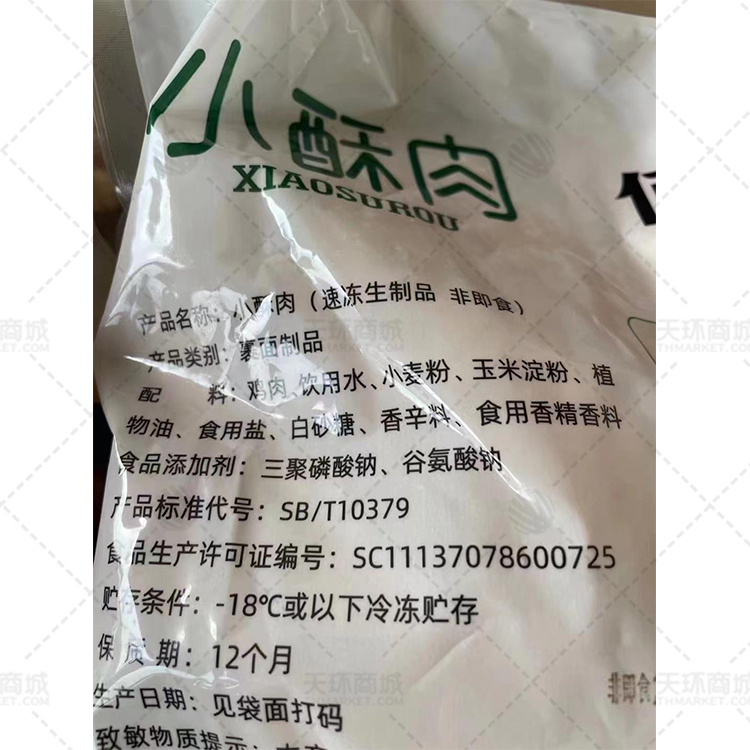 小酥肉
XIAOSUROU
产品名称：小酥肉（速冻生制品 非即食）
产品类别：裹面制品
配 料：鸡肉、饮用水、小麦粉、玉米淀粉、植
物油、食用盐、白砂糖、香辛料、食用香精香料
食品添加剂：三聚磷酸钠、谷氨酸钠
产品标准代号：SB/T10379
食品生产许可证编号：SC11137078600725
贮存条件：-18℃或以下冷冻贮存
保 质 期：12个月
生产日期：见袋面打码
致敏物质提示：
非即食
天环商城
THMARKET.COM